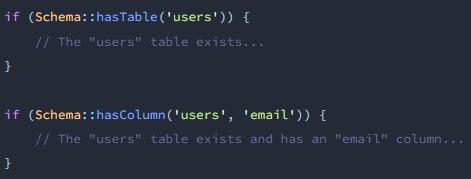 if (Schema::hasTable('users')) {
    // The "users" table exists...
}

if (Schema::hasColumn('users', 'email')) {
    // The "users" table exists and has an "email" column...
}